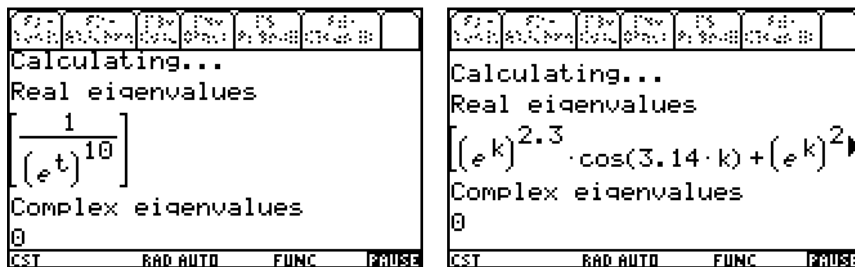 Calculating...
Real eigenvalues
[1/(e^t)^10]
Complex eigenvalues
0
CST RAD AUTO FUNC PAUSE
Calculating...
Real eigenvalues
[(e^k)^2.3·cos(3.14·k)+(e^k)^2▶
Complex eigenvalues
0
CST RAD AUTO FUNC PAUSE